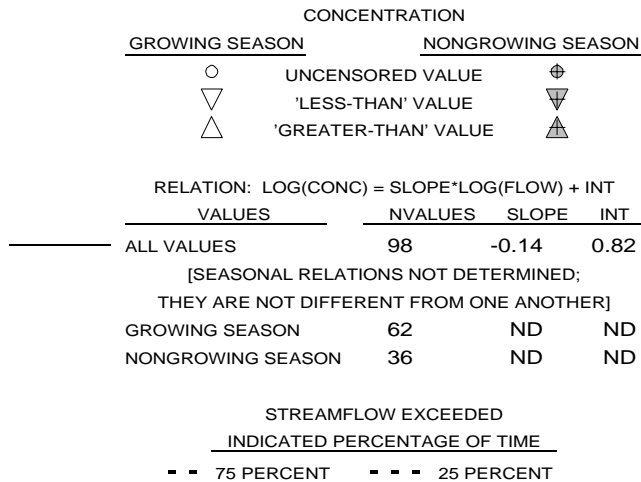 CONCENTRATION
GROWING SEASON NONGROWING SEASON
UNCENSORED VALUE
'LESS-THAN' VALUE
'GREATER-THAN' VALUE
RELATION: LOG(CONC) = SLOPE*LOG(FLOW) + INT
VALUES NVALUES SLOPE INT
ALL VALUES 98 -0.14 0.82
[SEASONAL RELATIONS NOT DETERMINED;
THEY ARE NOT DIFFERENT FROM ONE ANOTHER]
GROWING SEASON 62 ND ND
NONGROWING SEASON 36 ND ND
STREAMFLOW EXCEEDED
INDICATED PERCENTAGE OF TIME
75 PERCENT 25 PERCENT